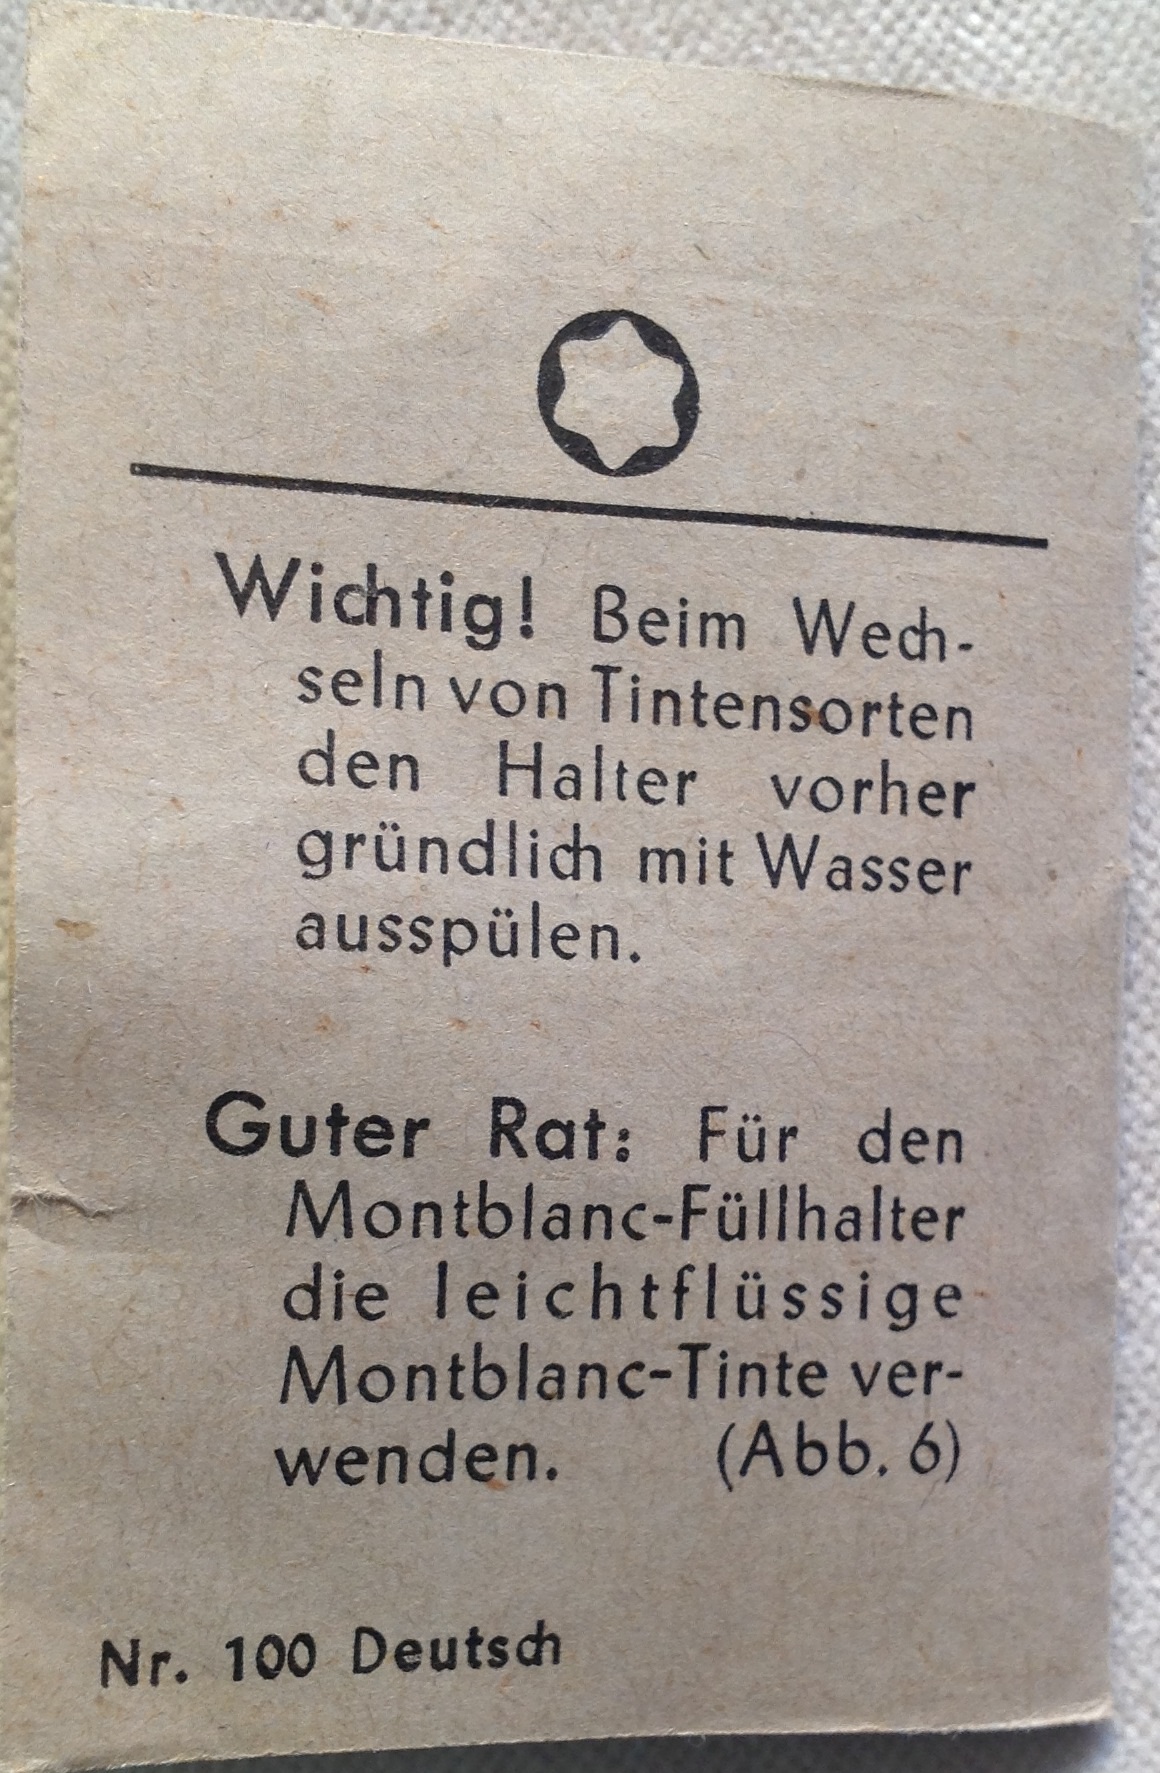 Wichtig! Beim Wech-
seln von Tintensorten
den Halter vorher
gründlich mit Wasser
ausspülen.
Guter Rat: Für den
Montblanc-Füllhalter
die leichtflüssige
Montblanc-Tinte ver-
wenden. (Abb. 6)
Nr. 100 Deutsch